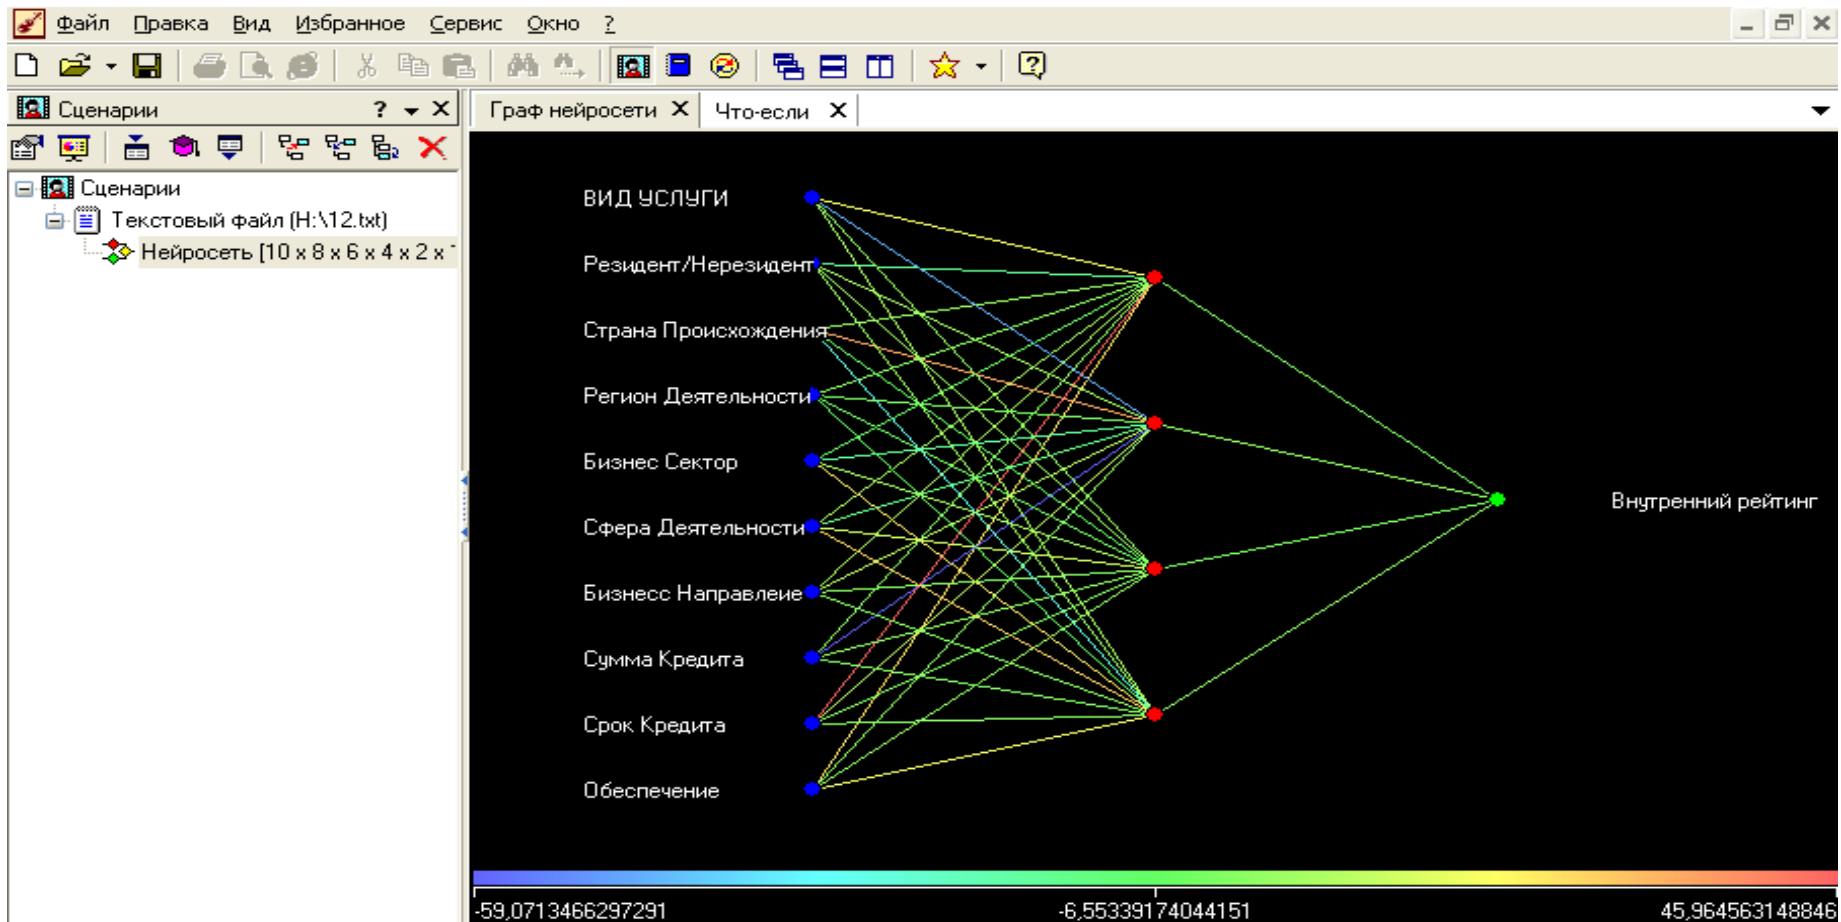 Файл Правка Вид Избранное Сервис Окно ?
Сценарии ?
Граф нейросети Что-если
Сценарии
Текстовый файл (H:\12.txt)
Нейросеть [10 x 8 x 6 x 4 x 2 x
ВИД УСЛУГИ
Резидент/Нерезидент
Страна Происхождения
Регион Деятельности
Бизнес Сектор
Сфера Деятельности
Бизнесс Направлеие
Сумма Кредита
Срок Кредита
Обеспечение
Внутренний рейтинг
-59,0713466297291 -6,55339174044151 45,964563148846